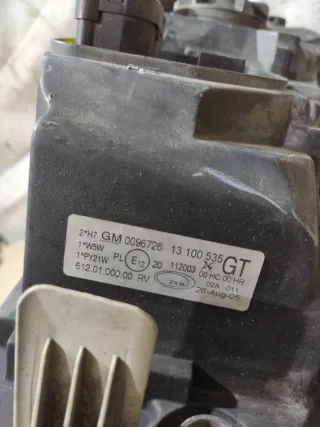 2*H7 GM 0096726 13 100 535 GT
1*W5W PL E12 20 112003 00 HC 00 HR
1*PY21W 02A 011
612.01.000.00 RV ZKW 26-Aug-05